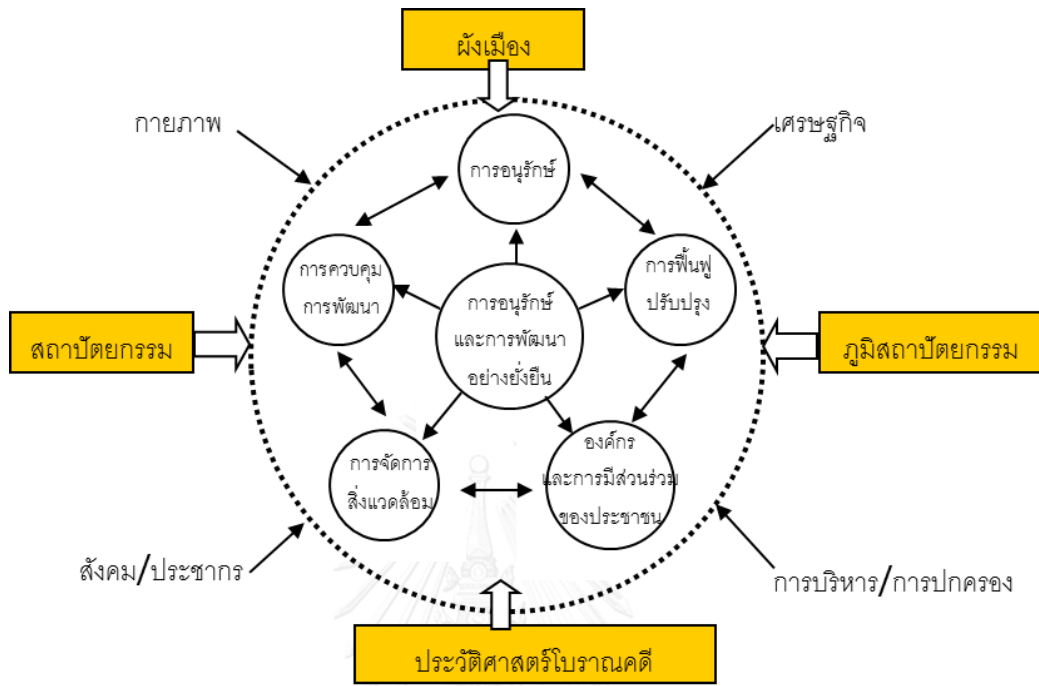 ผังเมือง
กายภาพ
เศรษฐกิจ
การอนุรักษ์
การควบคุม
การพัฒนา
การฟื้นฟู
ปรับปรุง
การอนุรักษ์
และการพัฒนา
อย่างยั่งยืน
สถาปัตยกรรม
ภูมิสถาปัตยกรรม
การจัดการ
สิ่งแวดล้อม
องค์กร
และการมีส่วนร่วม
ของประชาชน
สังคม/ประชากร
การบริหาร/การปกครอง
ประวัติศาสตร์โบราณคดี